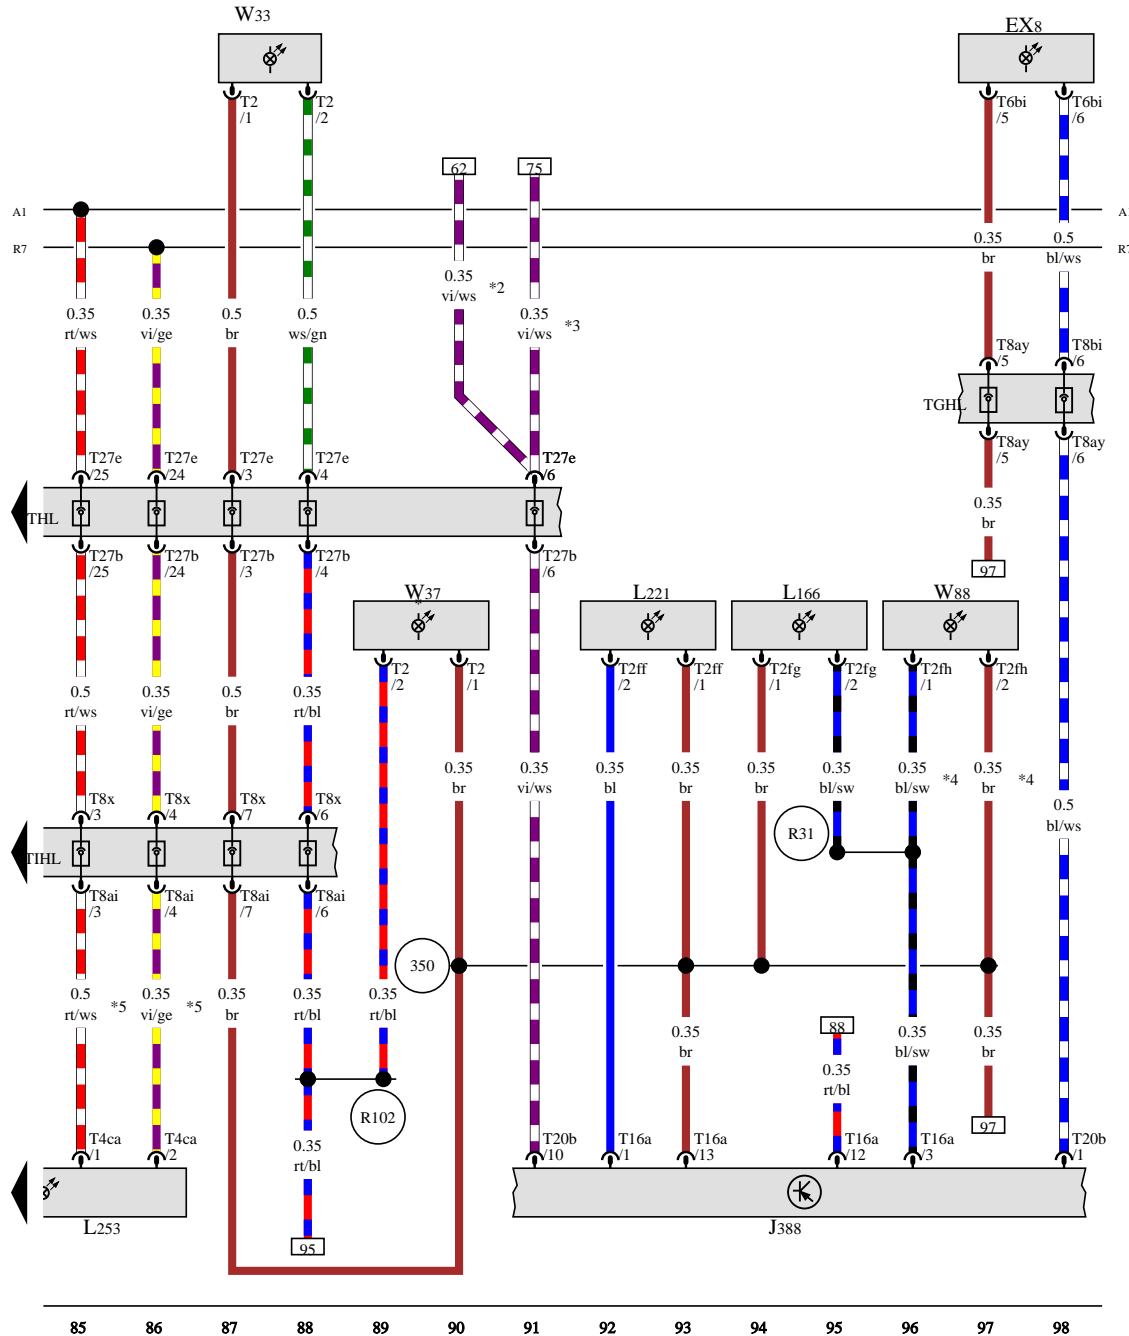 W33
EX8
T2
/1
T2
/2
T6bi
/5
T6bi
/6
62
75
A1
A
R7
R7
0.35
br
0.5
bl/ws
0.35
vi/ws
*2
0.35
rt/ws
0.35
vi/ge
0.5
br
0.5
ws/gn
0.35
vi/ws
*3
T8ay
/5
T8bi
/6
TGHL
T8ay
/5
T8ay
/6
T27e
/25
T27e
/24
T27e
/3
T27e
/4
T27e
/6
0.35
br
THL
T27b
/25
T27b
/24
T27b
/3
T27b
/4
T27b
/6
97
W37
*
L221
L166
W88
T2
/2
T2
/1
T2ff
/2
T2ff
/1
T2fg
/1
T2fg
/2
T2fh
/1
T2fh
/2
0.5
rt/ws
0.35
vi/ge
0.5
br
0.35
rt/bl
0.35
br
0.35
vi/ws
0.35
bl
0.35
br
0.35
br
0.35
bl/sw
0.35
bl/sw
*4
0.35
br
*4
0.5
bl/ws
T8x
/3
T8x
/4
T8x
/7
T8x
/6
R31
TIHL
T8ai
/3
T8ai
/4
T8ai
/7
T8ai
/6
350
0.5
rt/ws
*5
0.35
vi/ge
*5
0.35
br
0.35
rt/bl
0.35
rt/bl
88
0.35
br
0.35
rt/bl
0.35
bl/sw
0.35
br
R102
97
0.35
rt/bl
T4ca
/1
T4ca
/2
T20b
/10
T16a
/1
T16a
/13
T16a
/12
T16a
/3
T20b
/1
L253
J388
95
85 86 87 88 89 90 91 92 93 94 95 96 97 98